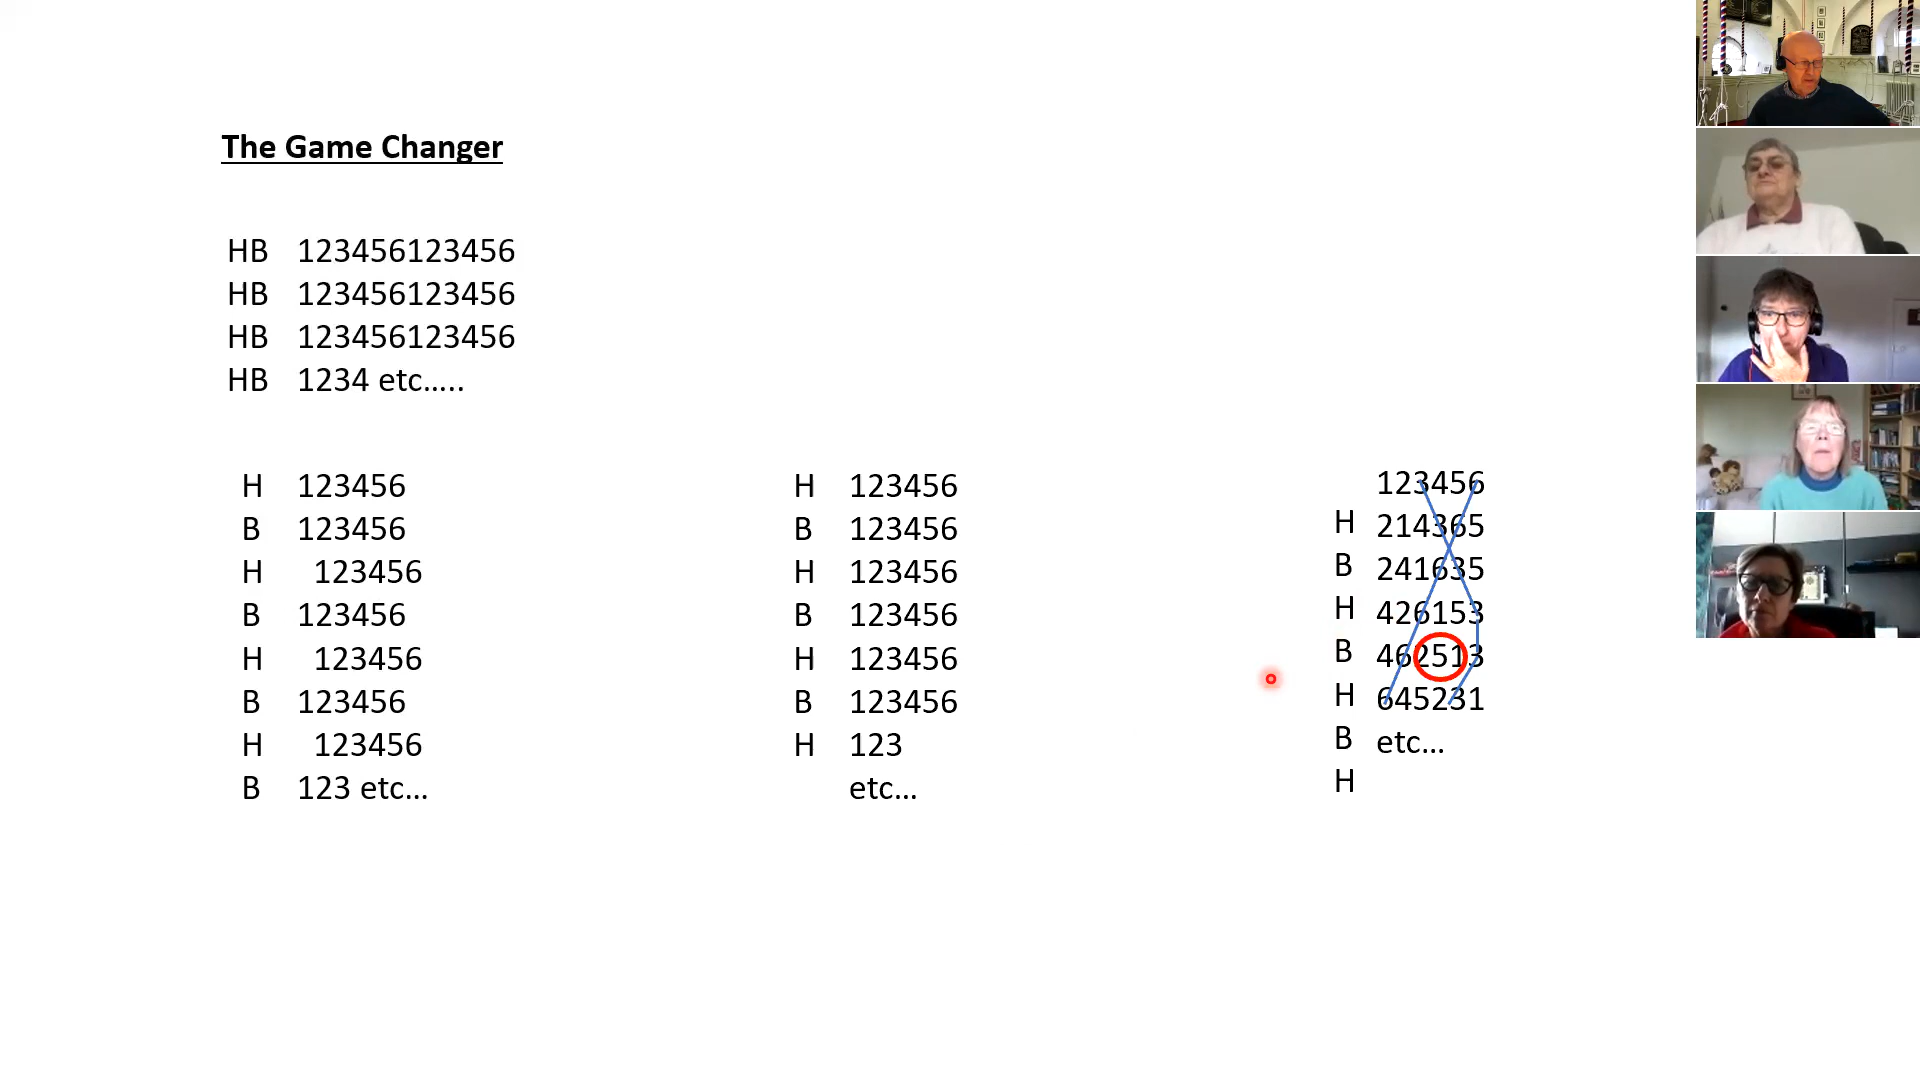 The Game Changer
HB 123456123456
HB 123456123456
HB 123456123456
HB 1234 etc.....
H 123456
B 123456
H 123456
B 123456
H 123456
B 123456
H 123456
B 123 etc...
H 123456
B 123456
H 123456
B 123456
H 123456
B 123456
H 123
etc...
123456
H 214365
B 241635
H 426153
B 462513
H 645231
B etc...
H